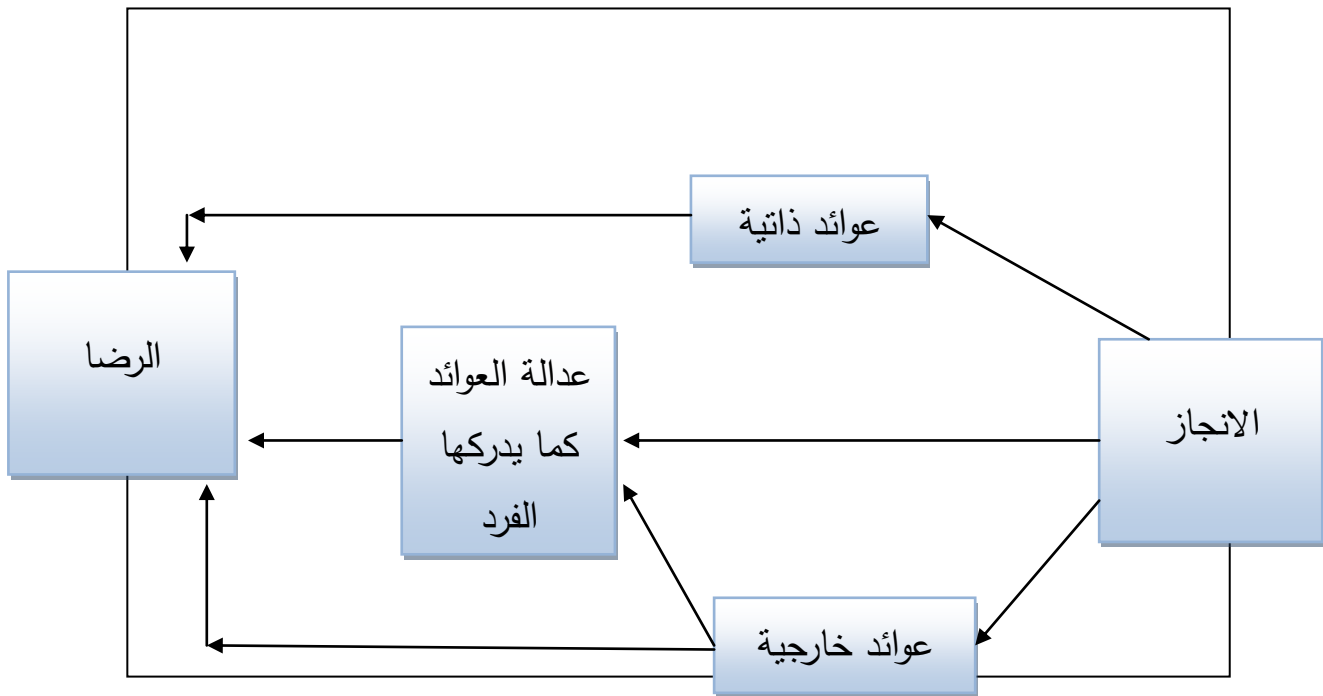 عوائد ذاتية
الرضا
عدالة العوائد
كما يدركها
الفرد
الانجاز
عوائد خارجية